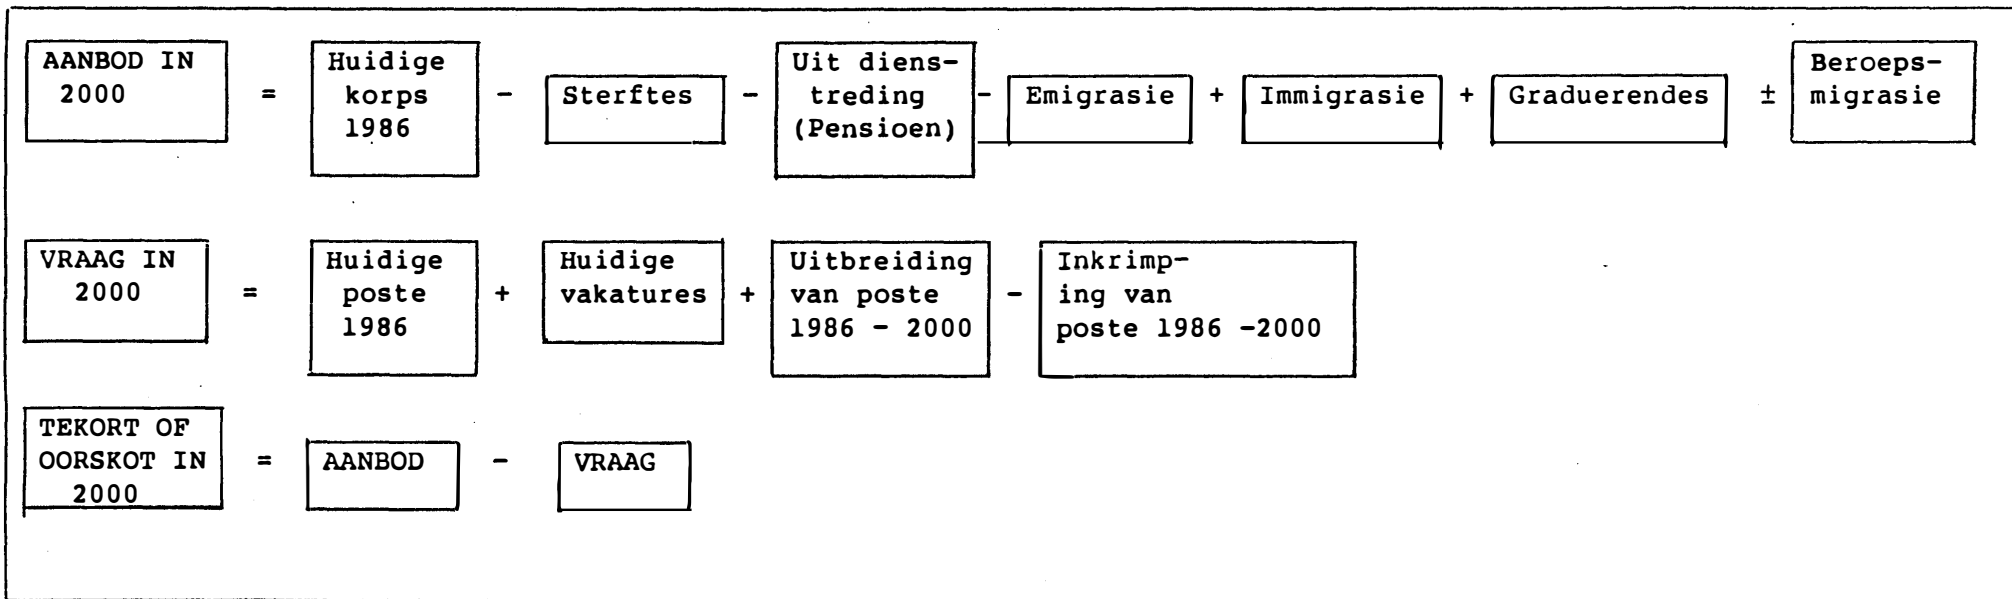 AANBOD IN
2000
=
Huidige
korps
1986
-
Sterftes
-
Uit diens-
treding
(Pensioen)
-
Emigrasie
+
Immigrasie
+
Graduerendes
±
Beroeps-
migrasie
VRAAG IN
2000
=
Huidige
poste
1986
+
Huidige
vakatures
+
Uitbreiding
van poste
1986 - 2000
-
Inkrimp-
ing van
poste 1986 -2000
TEKORT OF
OORSKOT IN
2000
=
AANBOD
-
VRAAG